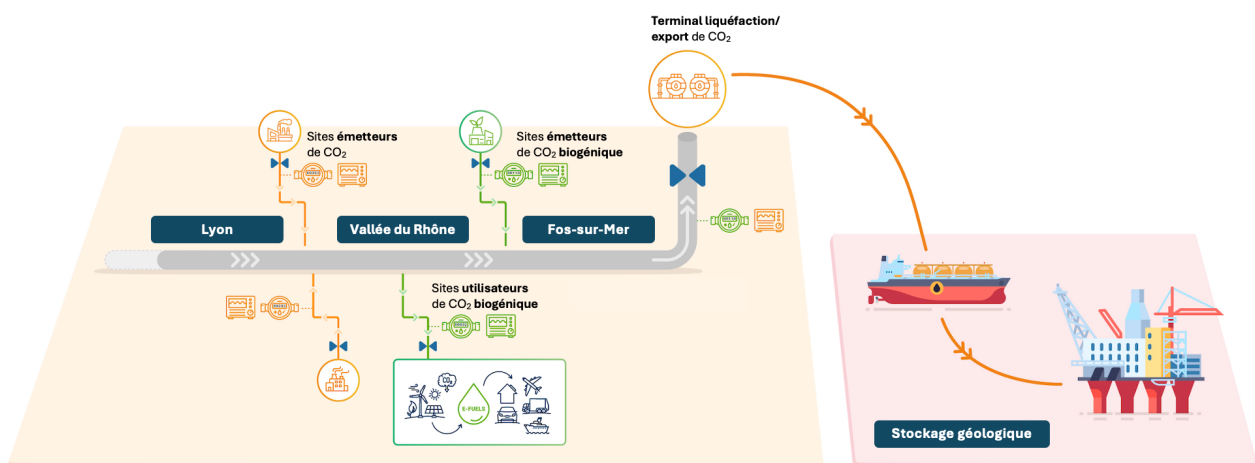 Terminal liquéfaction/
export de CO₂
Sites émetteurs
de CO₂
Sites émetteurs
de CO₂ biogénique
Lyon
Vallée du Rhône
Fos-sur-Mer
Sites utilisateurs
de CO₂ biogénique
CO₂
E-FUELS
Stockage géologique